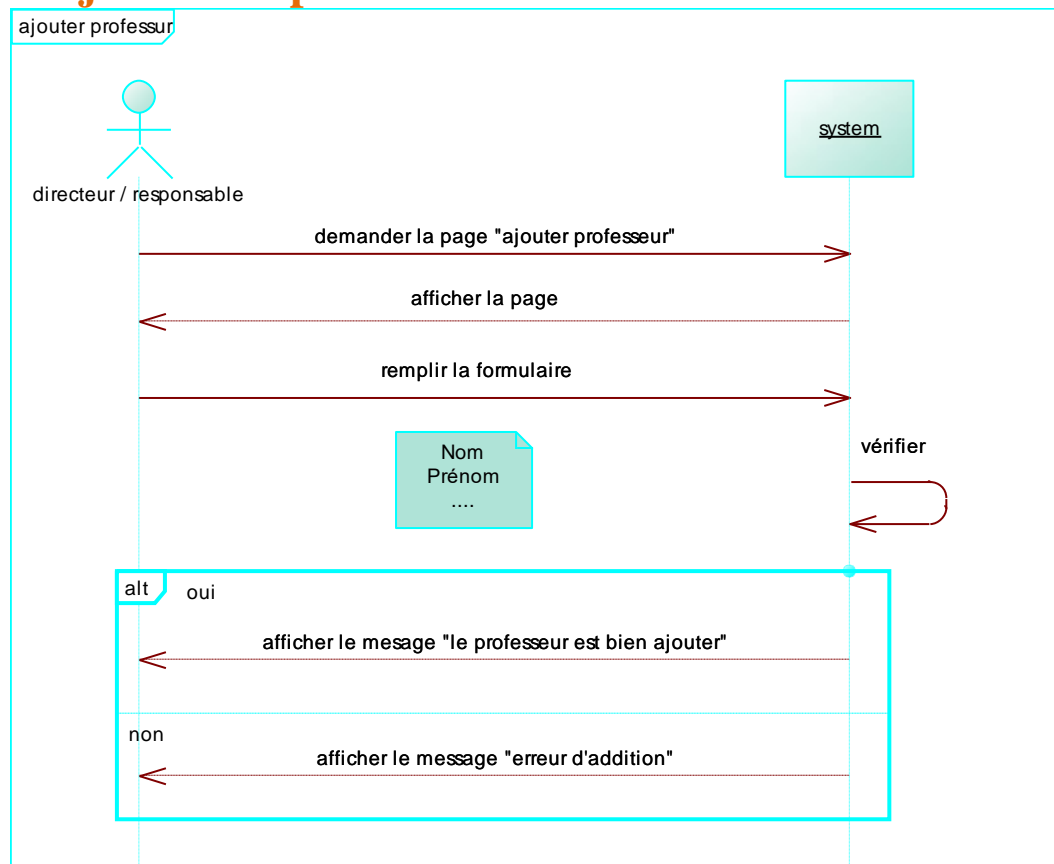 ajouter professur
system
directeur / responsable
demander la page "ajouter professeur"
afficher la page
remplir la formulaire
vérifier
Nom
Prénom
....
alt
oui
afficher le mesage "le professeur est bien ajouter"
non
afficher le message "erreur d'addition"